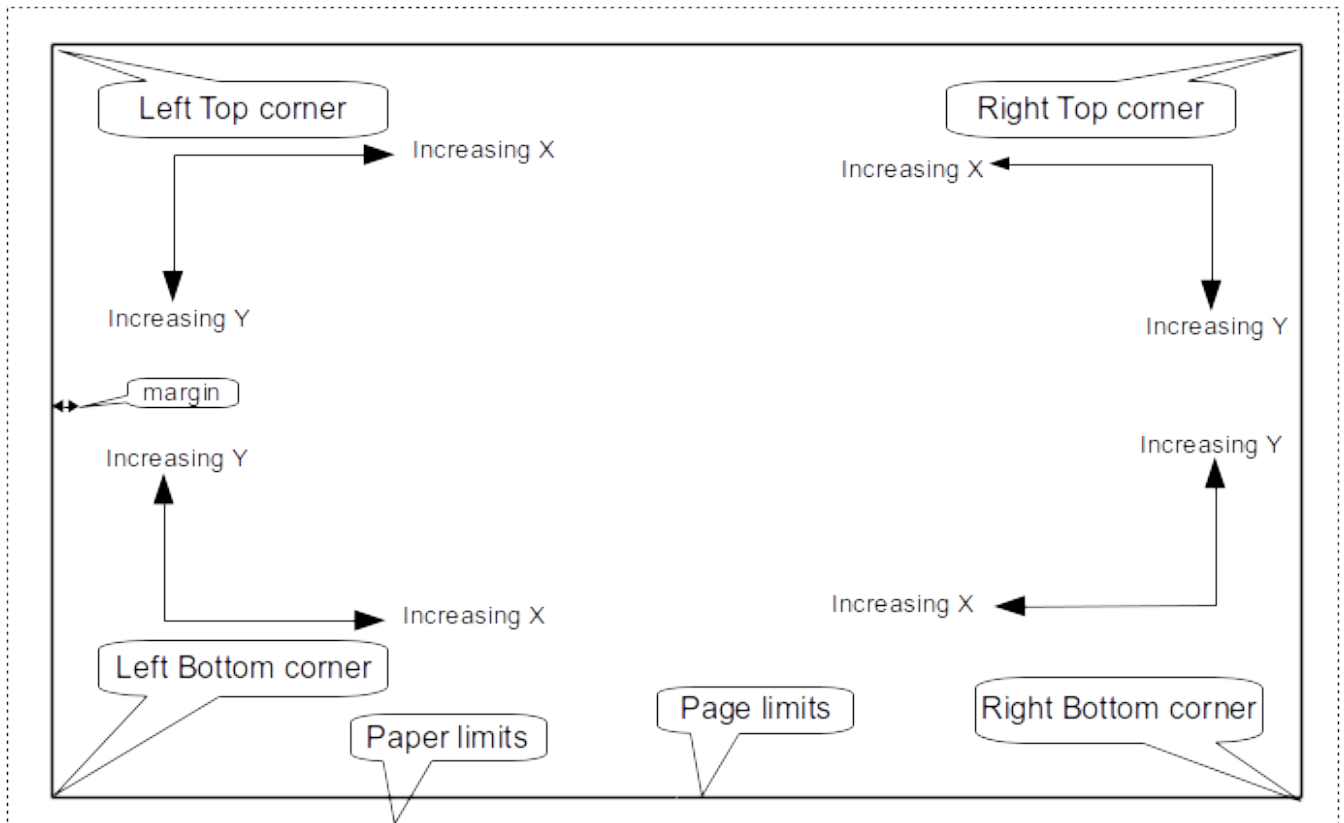 Left Top corner
Right Top corner
Increasing X
Increasing X
Increasing Y
Increasing Y
margin
Increasing Y
Increasing Y
Increasing X
Increasing X
Left Bottom corner
Page limits
Right Bottom corner
Paper limits